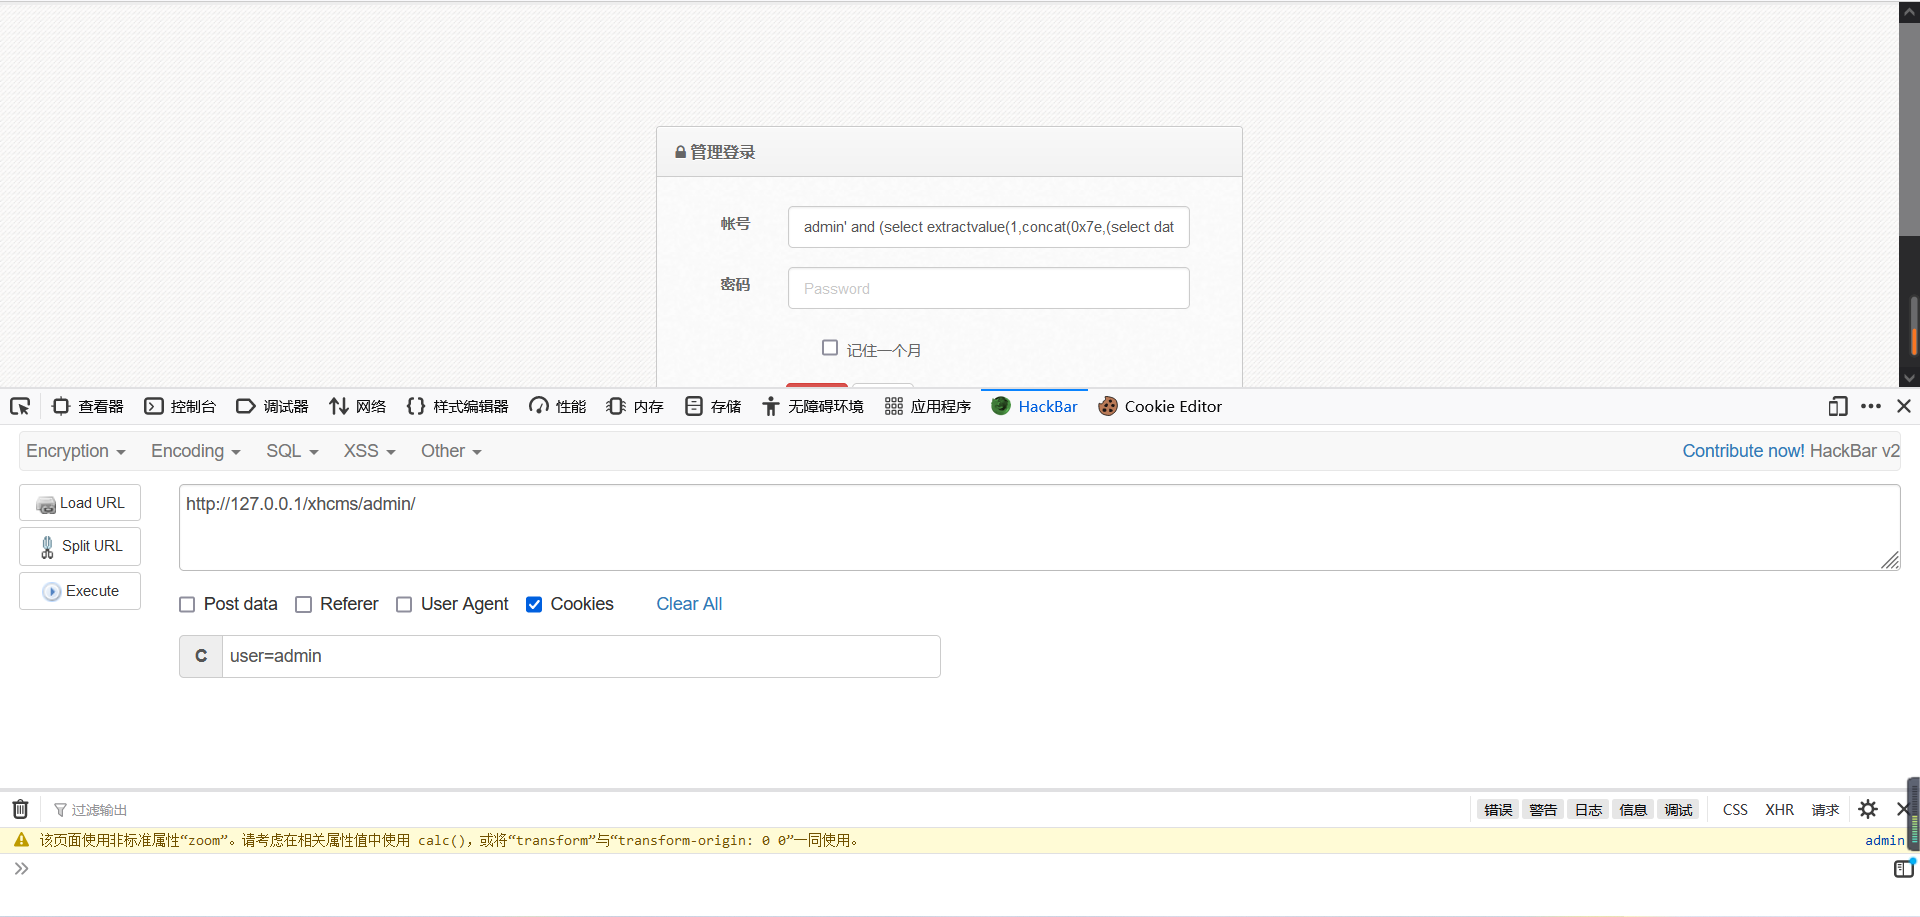 管理登录
帐号
admin' and (select extractvalue(1,concat(0x7e,(select dat
密码
Password
记住一个月
查看器 控制台 调试器 网络 样式编辑器 性能 内存 存储 无障碍环境 应用程序 HackBar Cookie Editor
Encryption Encoding SQL XSS Other Contribute now! HackBar v2
Load URL
http://127.0.0.1/xhcms/admin/
Split URL
Execute
Post data Referer User Agent Cookies Clear All
C user=admin
过滤输出 错误 警告 日志 信息 调试 CSS XHR 请求
该页面使用非标准属性“zoom”。请考虑在相关属性值中使用 calc()，或将“transform”与“transform-origin: 0 0”一同使用。 admin